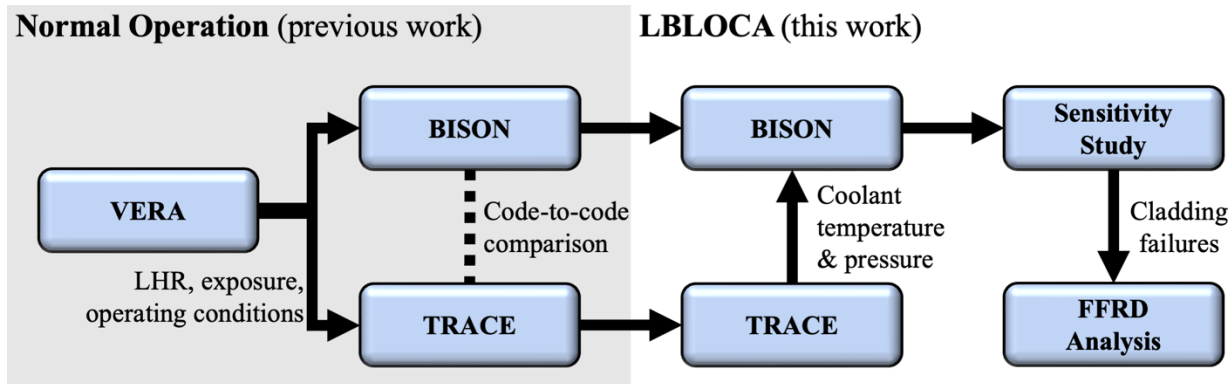 Normal Operation (previous work)
LBLOCA (this work)
BISON
BISON
Sensitivity
Study
VERA
Code-to-code
comparison
Coolant
temperature
& pressure
Cladding
failures
LHR, exposure,
operating conditions
TRACE
TRACE
FFRD
Analysis